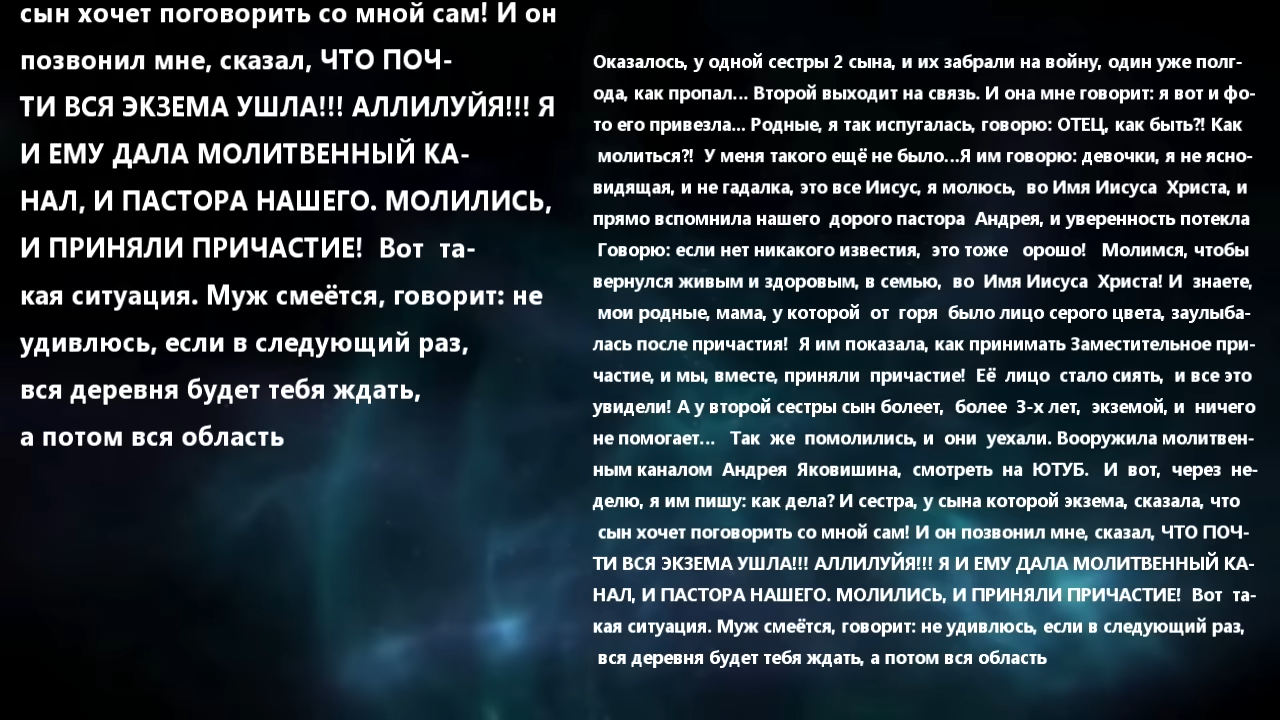 сын хочет поговорить со мной сам! И он
позвонил мне, сказал, ЧТО ПОЧ-
ТИ ВСЯ ЭКЗЕМА УШЛА!!! АЛЛИЛУЙЯ!!! Я
И ЕМУ ДАЛА МОЛИТВЕННЫЙ КА-
НАЛ, И ПАСТОРА НАШЕГО. МОЛИЛИСЬ,
И ПРИНЯЛИ ПРИЧАСТИЕ! Вот та-
кая ситуация. Муж смеётся, говорит: не
удивлюсь, если в следующий раз,
вся деревня будет тебя ждать,
а потом вся область
Оказалось, у одной сестры 2 сына, и их забрали на войну, один уже полг-
ода, как пропал... Второй выходит на связь. И она мне говорит: я вот и фо-
то его привезла... Родные, я так испугалась, говорю: ОТЕЦ, как быть?! Как
молиться?! У меня такого ещё не было...Я им говорю: девочки, я не ясно-
видящая, и не гадалка, это все Иисус, я молюсь, во Имя Иисуса Христа, и
прямо вспомнила нашего дорого пастора Андрея, и уверенность потекла
Говорю: если нет никакого известия, это тоже орошо! Молимся, чтобы
вернулся живым и здоровым, в семью, во Имя Иисуса Христа! И знаете,
мои родные, мама, у которой от горя было лицо серого цвета, заулыба-
лась после причастия! Я им показала, как принимать Заместительное при-
частие, и мы, вместе, приняли причастие! Её лицо стало сиять, и все это
увидели! А у второй сестры сын болеет, более 3-х лет, экземой, и ничего
не помогает... Так же помолились, и они уехали. Вооружила молитвен-
ным каналом Андрея Яковишина, смотреть на ЮТУБ. И вот, через не-
делю, я им пишу: как дела? И сестра, у сына которой экзема, сказала, что
сын хочет поговорить со мной сам! И он позвонил мне, сказал, ЧТО ПОЧ-
ТИ ВСЯ ЭКЗЕМА УШЛА!!! АЛЛИЛУЙЯ!!! Я И ЕМУ ДАЛА МОЛИТВЕННЫЙ КА-
НАЛ, И ПАСТОРА НАШЕГО. МОЛИЛИСЬ, И ПРИНЯЛИ ПРИЧАСТИЕ! Вот та-
кая ситуация. Муж смеётся, говорит: не удивлюсь, если в следующий раз,
вся деревня будет тебя ждать, а потом вся область